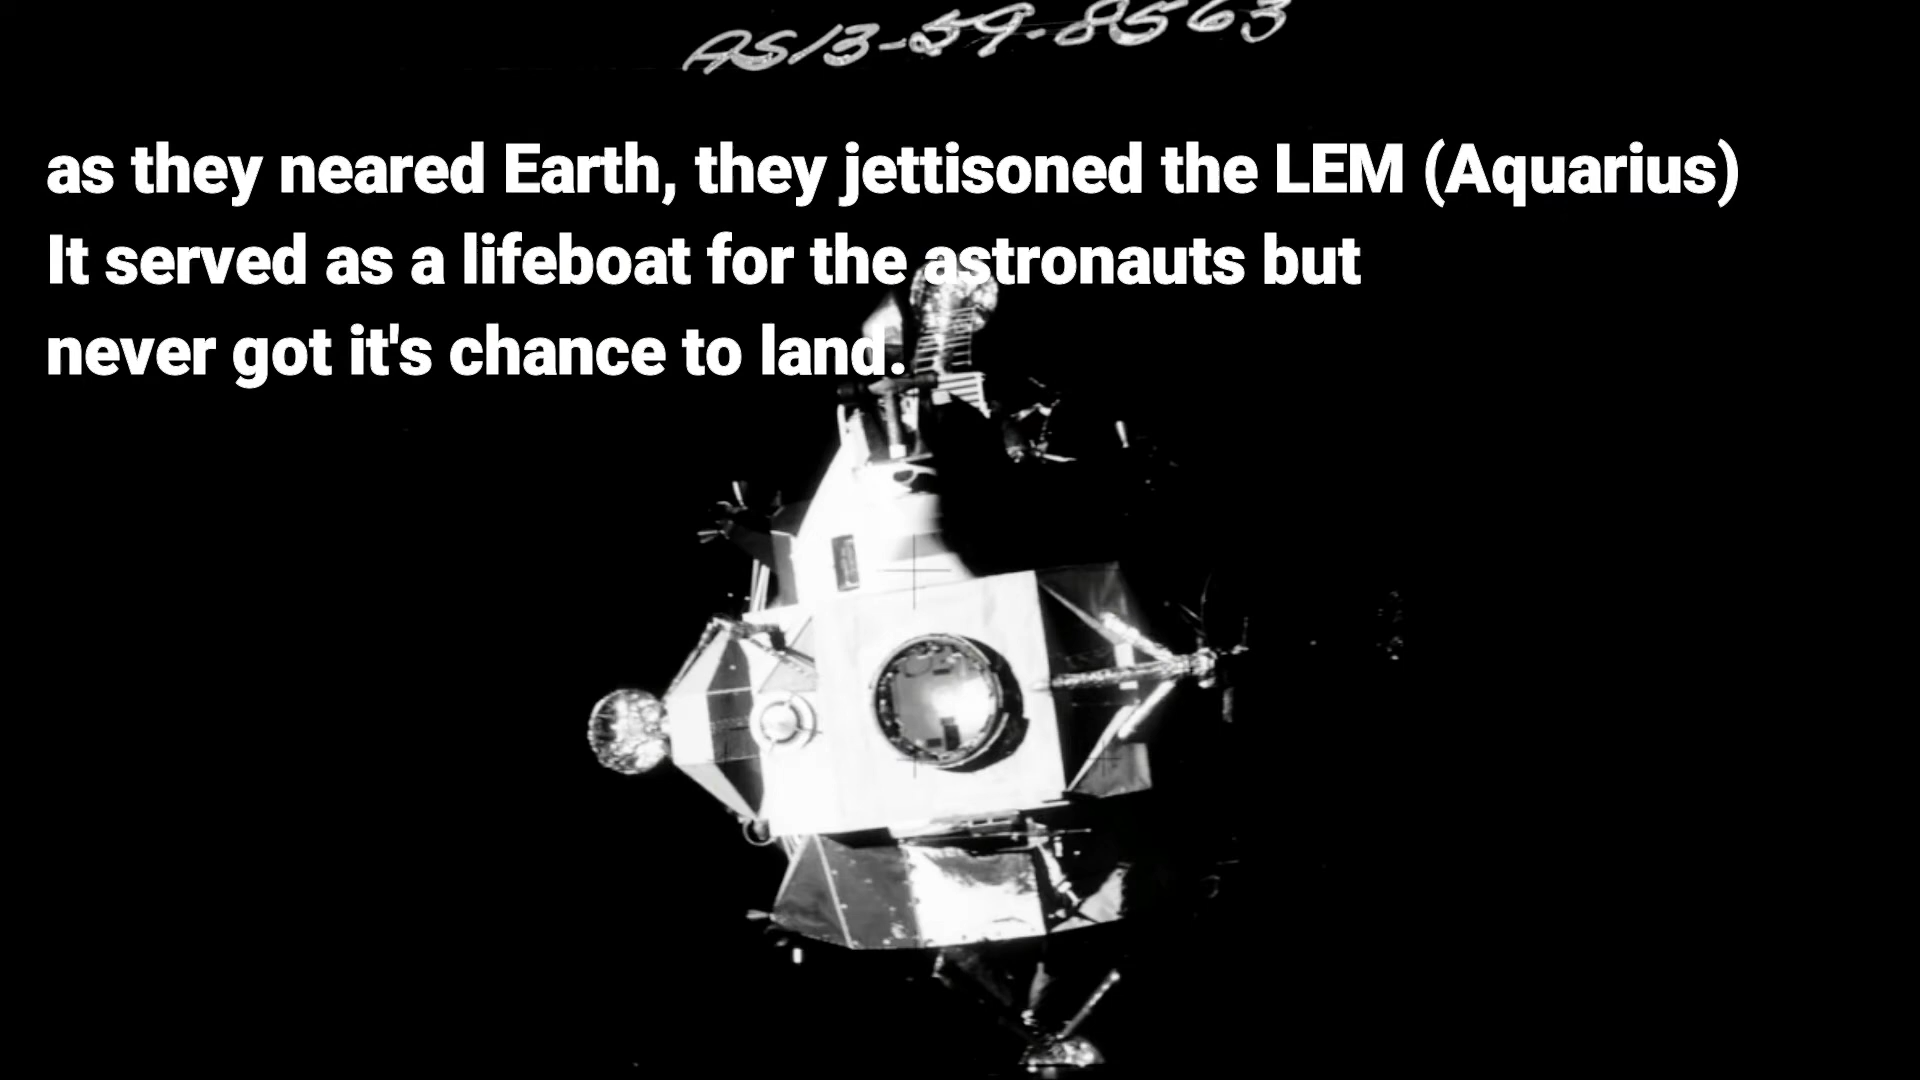 AS13-59-8563
as they neared Earth, they jettisoned the LEM (Aquarius)
It served as a lifeboat for the astronauts but
never got it's chance to land.